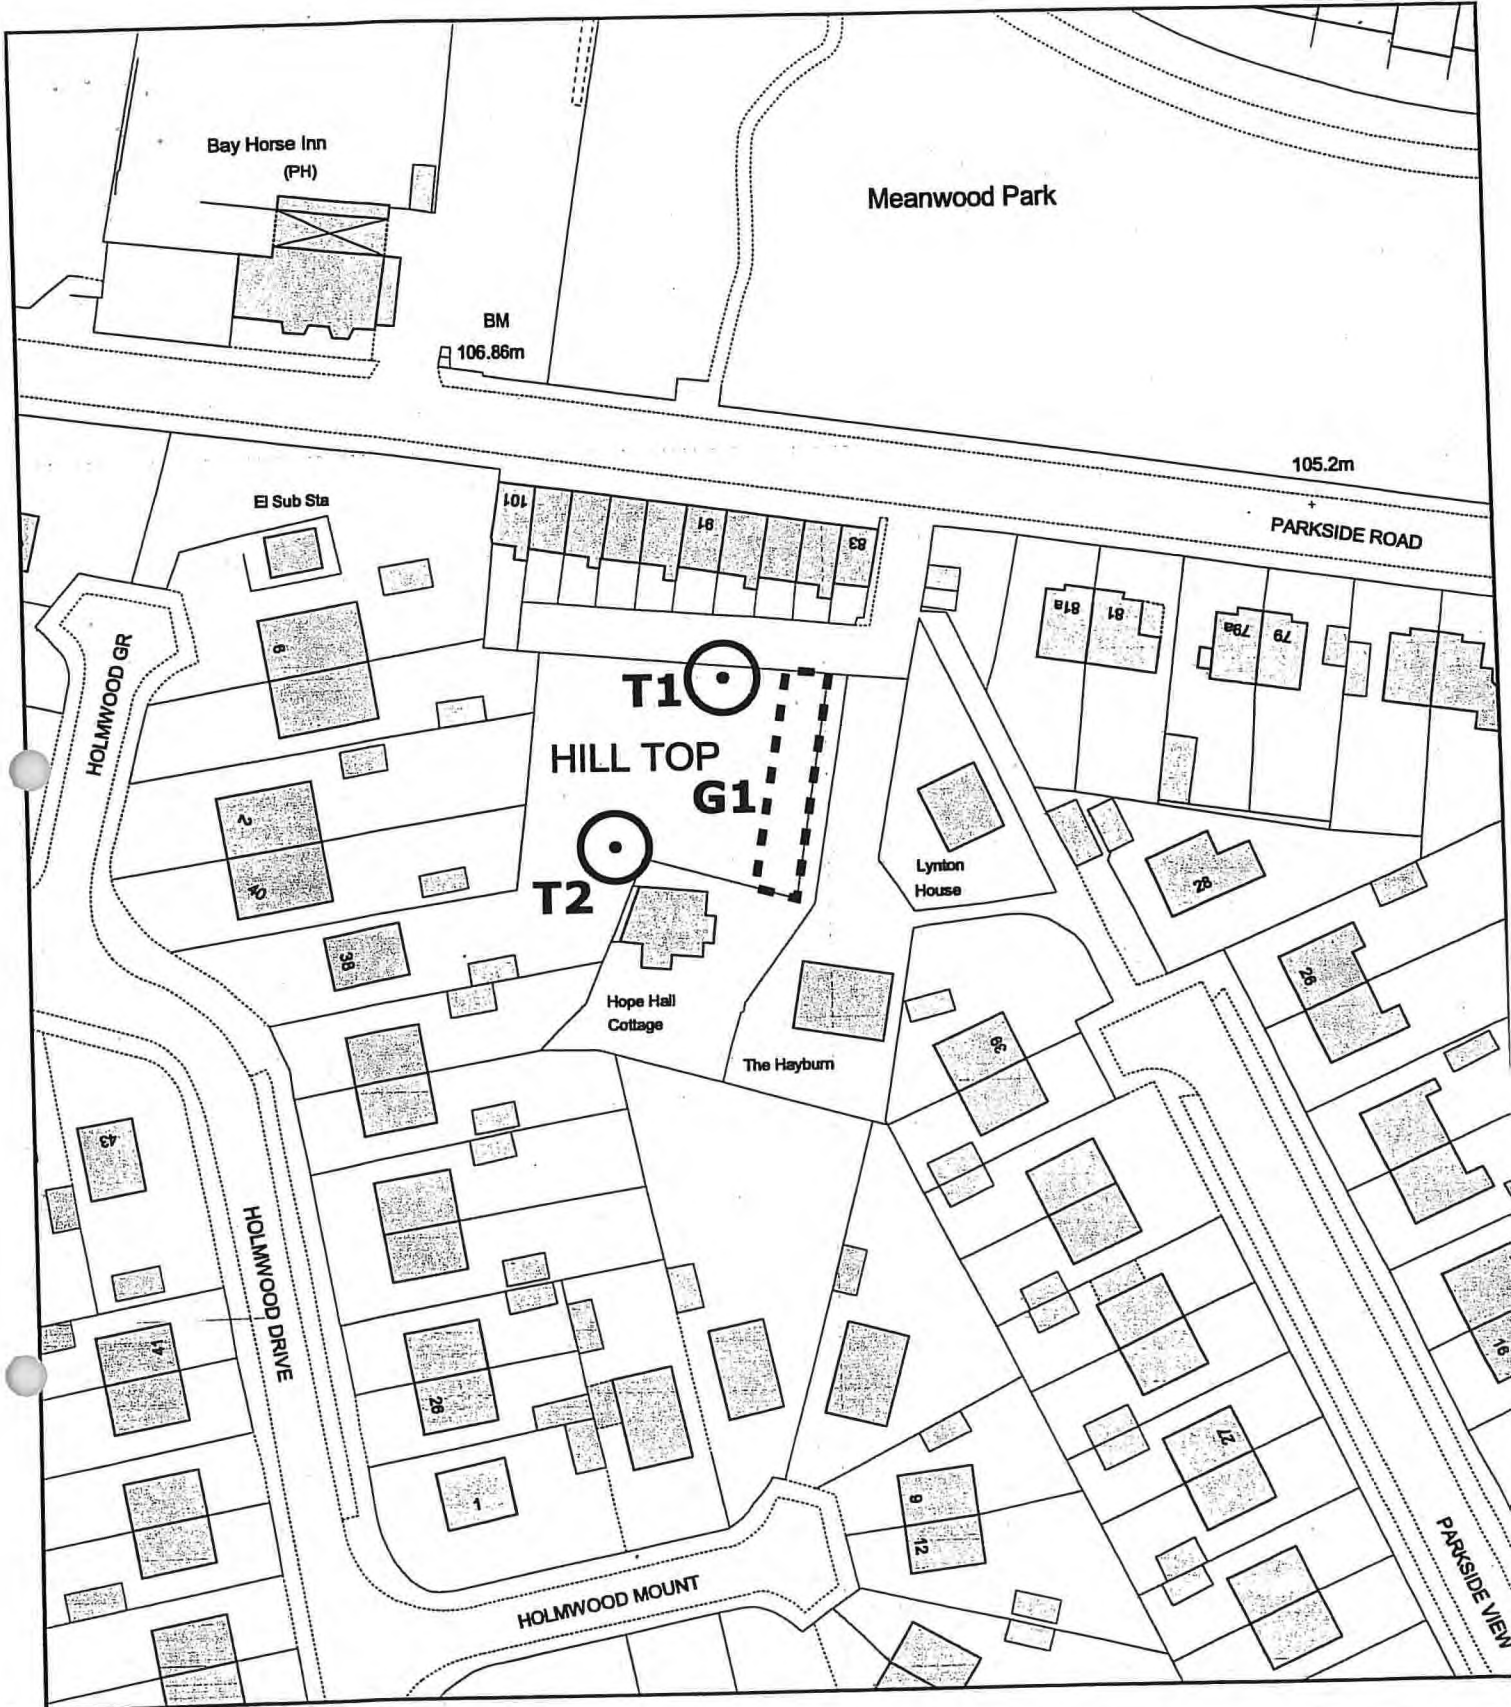 Bay Horse Inn
(PH)
Meanwood Park
BM
106.86m
105.2m
PARKSIDE ROAD
El Sub Sta
101
91
83
81a
81
79a
79
6
HOLMWOOD GR
T1
HILL TOP
G1
2
40
T2
Lynton
House
28
38
26
Hope Hall
Cottage
The Hayburn
39
43
HOLMWOOD DRIVE
41
26
16
27
1
9
12
HOLMWOOD MOUNT
PARKSIDE VIEW